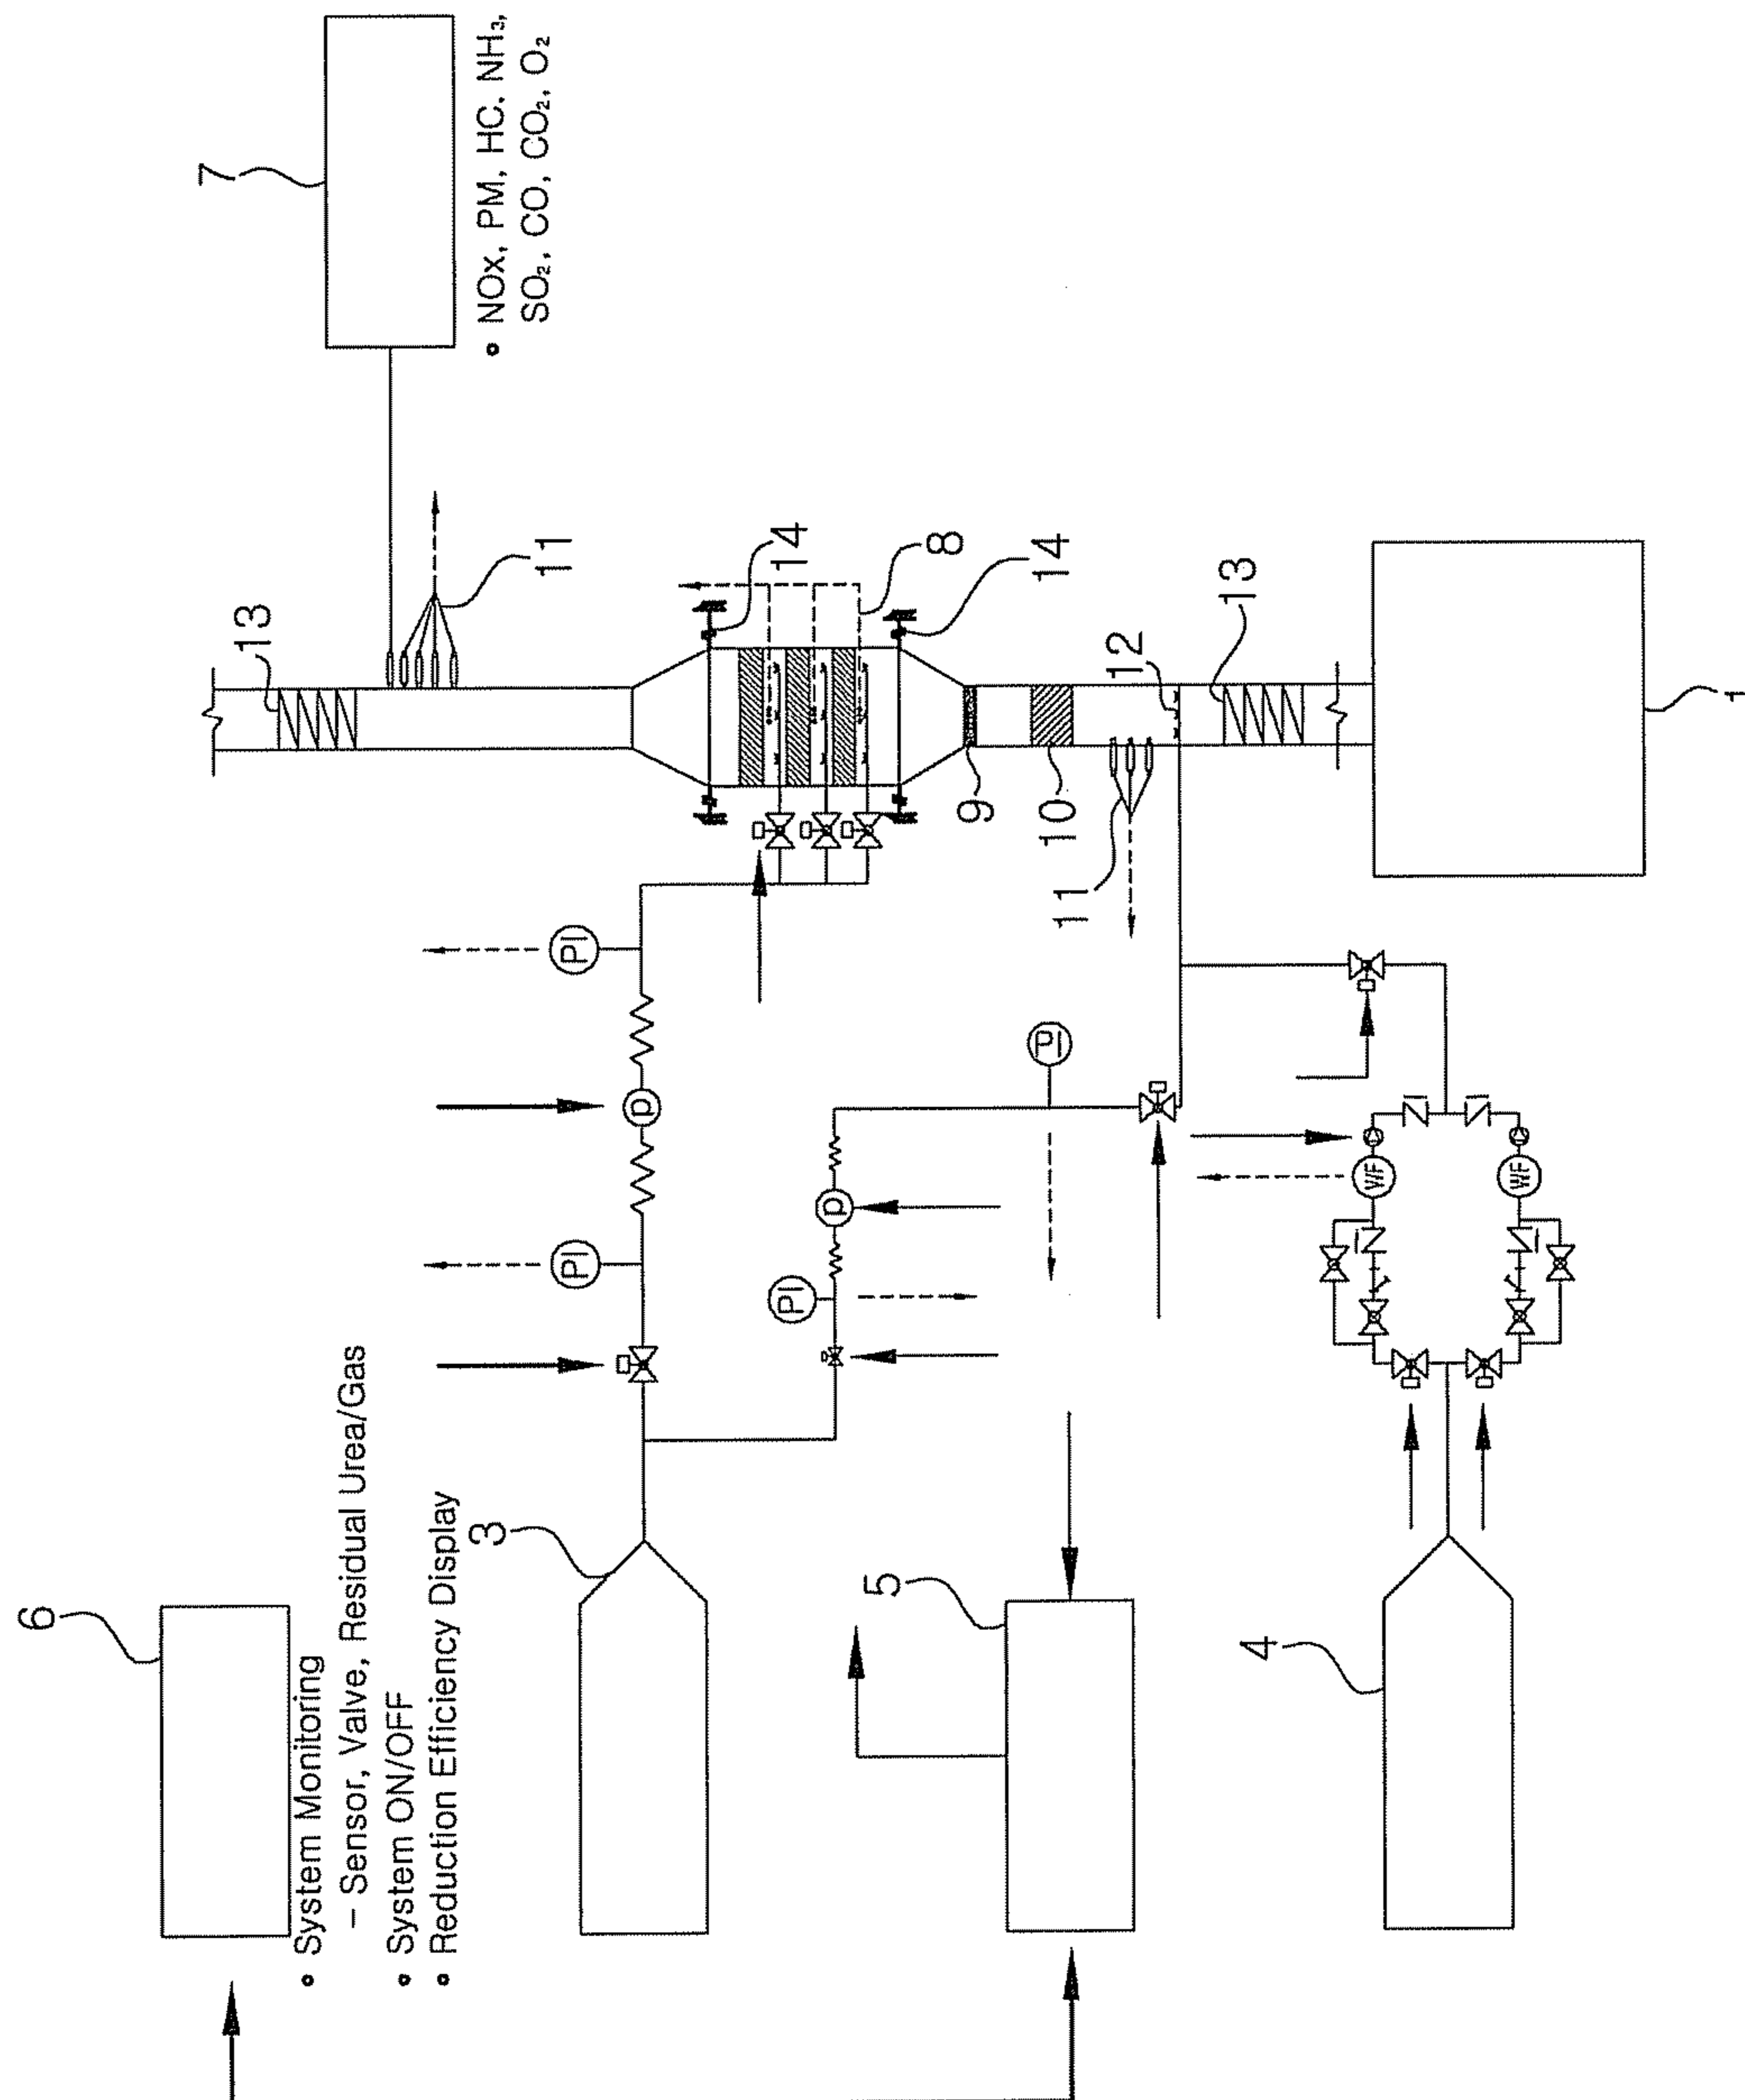 6
7
13
• System Monitoring
– Sensor, Valve, Residual Urea/Gas
• System ON/OFF
• Reduction Efficiency Display
3
• NOx, PM, HC. NH₃,
SO₂, CO, CO₂, O₂
11
PI
PI
p
14
PI
p
5
8
9
PI
10
14
11
12
13
4
WF
WF
1